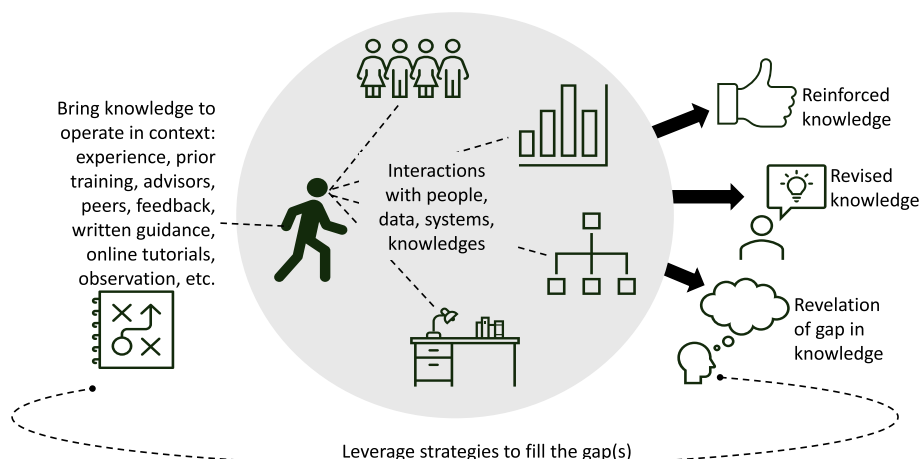 Bring knowledge to
operate in context:
experience, prior
training, advisors,
peers, feedback,
written guidance,
online tutorials,
observation, etc.
Interactions
with people,
data, systems,
knowledges
Reinforced
knowledge
Revised
knowledge
Revelation
of gap in
knowledge
Leverage strategies to fill the gap(s)